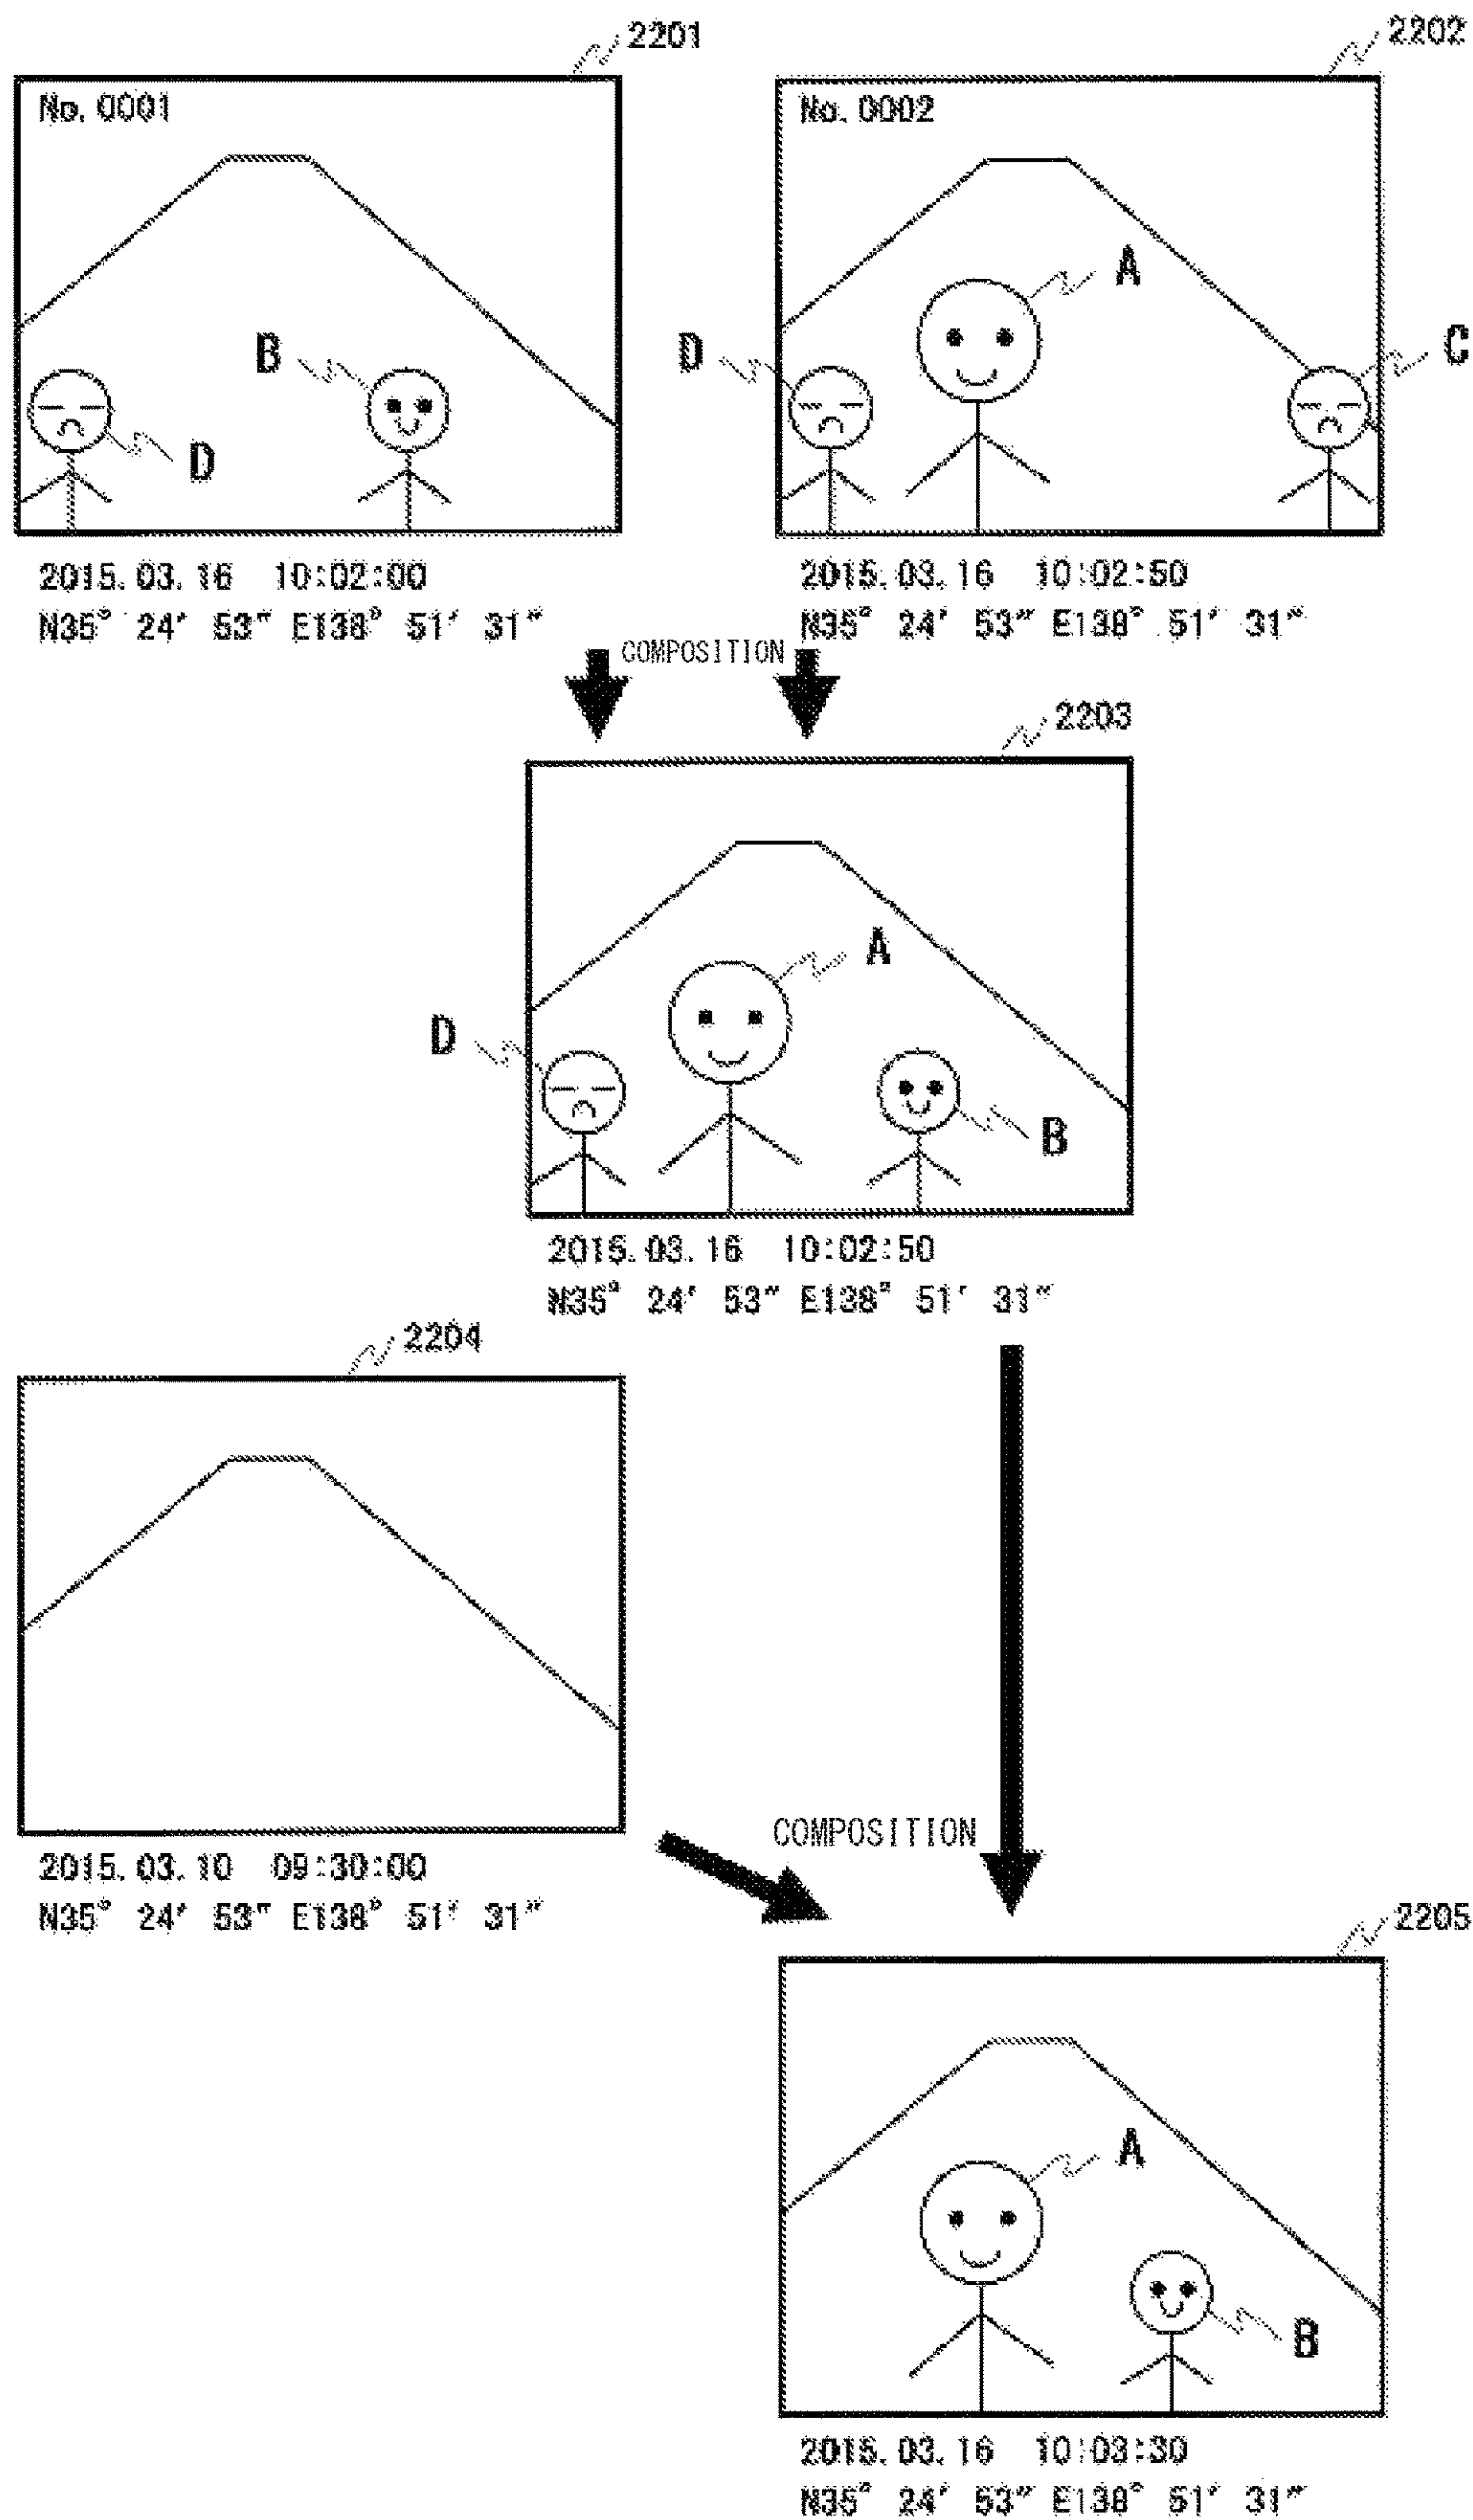 2201
2202
No. 0001
No. 0002
A
B
D
D
C
2015. 03. 16 10:02:00
2015. 03. 16 10:02:50
N35° 24' 53" E138° 51' 31"
N35° 24' 53" E138° 51' 31"
COMPOSITION
2203
A
D
B
2015. 03. 16 10:02:50
N35° 24' 53" E138° 51' 31"
2204
COMPOSITION
2015. 03. 10 09:30:00
N35° 24' 53" E138° 51' 31"
2205
A
B
2015. 03. 16 10:03:30
N35° 24' 53" E138° 51' 31"